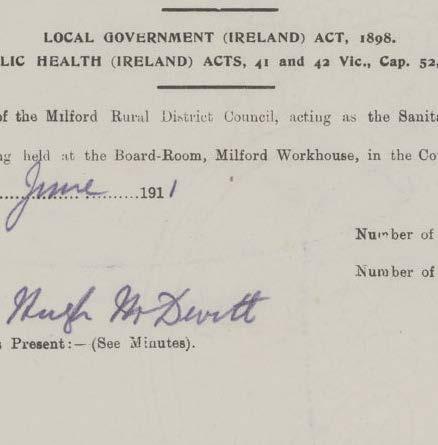 LOCAL GOVERNMENT (IRELAND) ACT, 1898.
LIC HEALTH (IRELAND) ACTS, 41 and 42 Vic., Cap. 52,
of the Milford Rural District Council, acting as the Sanita
ng held at the Board-Room, Milford Workhouse, in the Co
June 1911
Number of
Number of
Hugh McDevitt
s Present:—(See Minutes).